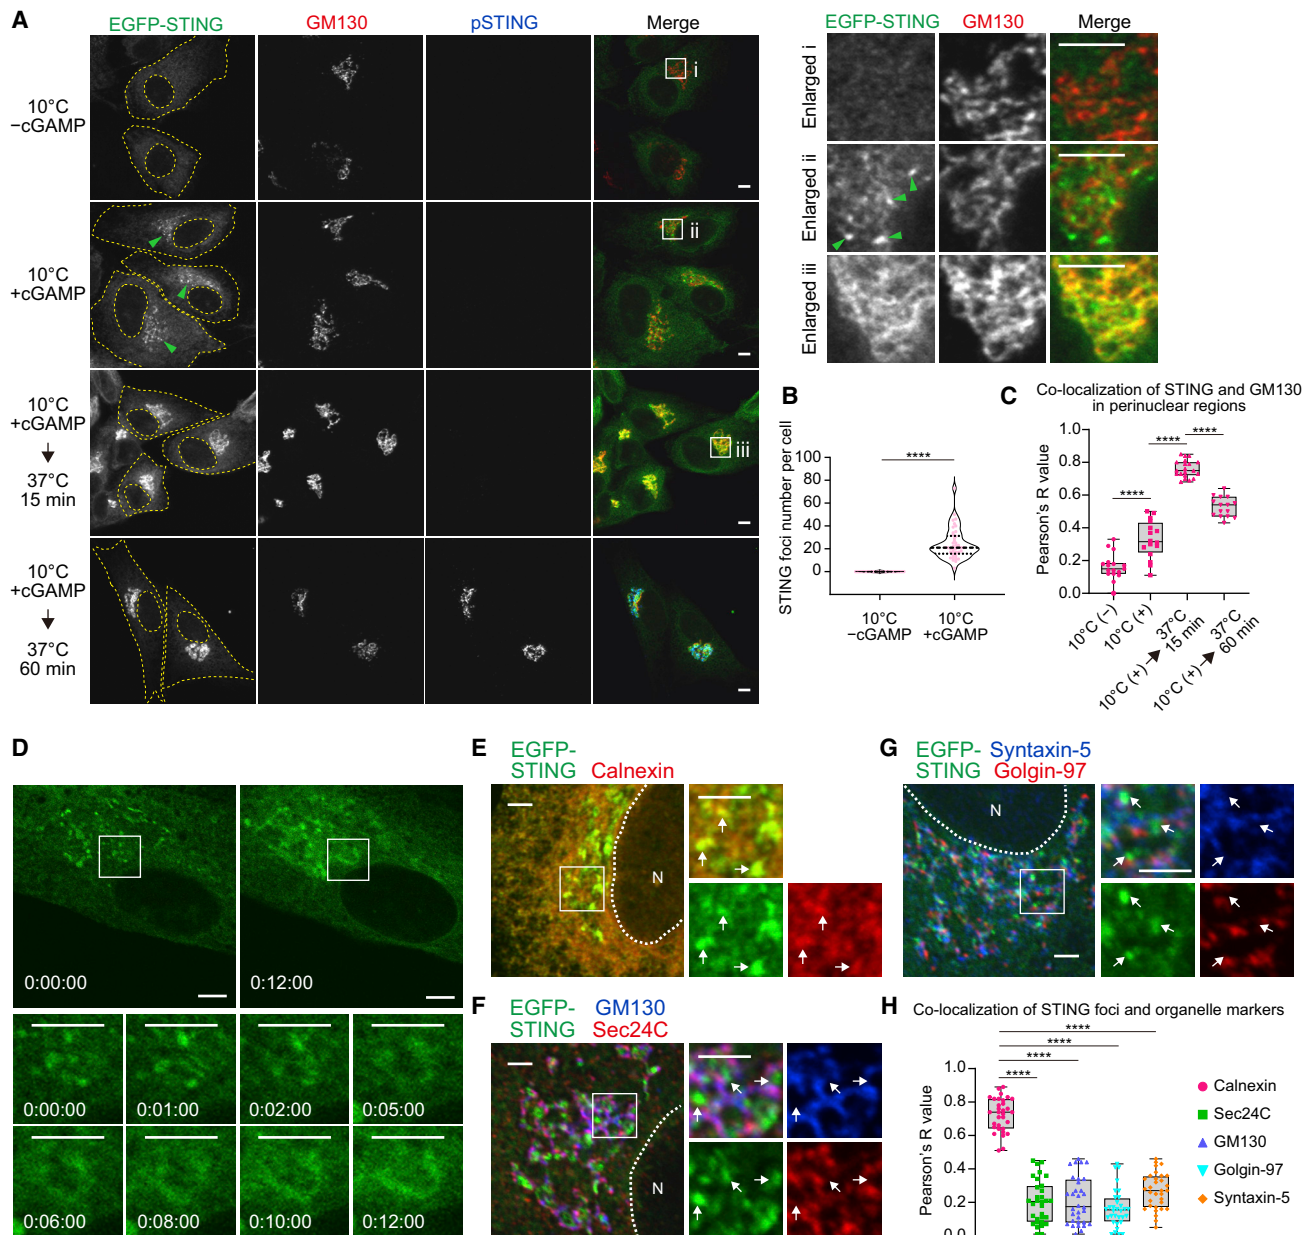 A
EGFP-STING
GM130
pSTING
Merge
10°C
−cGAMP
i
10°C
+cGAMP
ii
10°C
+cGAMP
37°C
15 min
iii
10°C
+cGAMP
37°C
60 min
EGFP-STING
GM130
Merge
Enlarged i
Enlarged ii
Enlarged iii
B
STING foci number per cell
100
80
60
40
20
0
****
10°C
−cGAMP
10°C
+cGAMP
C
Co-localization of STING and GM130
in perinuclear regions
Pearson's R value
1.0
0.8
0.6
0.4
0.2
0.0
****
****
****
10°C (−)
10°C (+)
10°C (+)
37°C
15 min
10°C (+)
37°C
60 min
D
0:00:00
0:12:00
0:00:00
0:01:00
0:02:00
0:05:00
0:06:00
0:08:00
0:10:00
0:12:00
E
EGFP-
STING Calnexin
N
F
EGFP- GM130
STING Sec24C
N
G
EGFP- Syntaxin-5
STING Golgin-97
N
H
Co-localization of STING foci and organelle markers
****
****
****
****
Pearson's R value
1.0
0.8
0.6
0.4
0.2
0.0
Calnexin
Sec24C
GM130
Golgin-97
Syntaxin-5